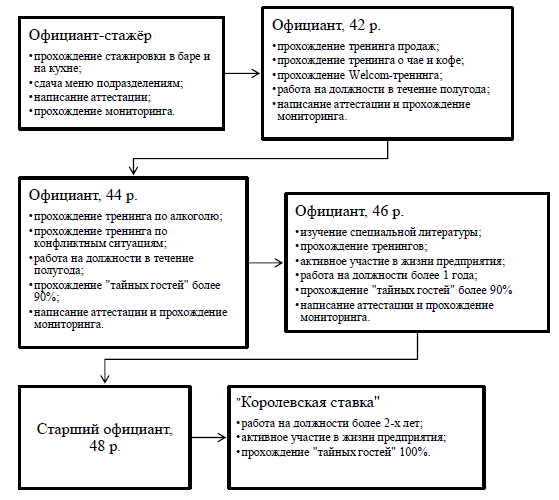 Официант-стажёр
•прохождение стажировки в баре и
на кухне;
•сдача меню подразделениям;
•написание аттестации;
•прохождение мониторинга.
Официант, 42 р.
•прохождение тренинга продаж;
•прохождение тренинга о чае и кофе;
•прохождение Welcom-тренинга;
•работа на должности в течение полугода;
•написание аттестации и прохождение
мониторинга.
Официант, 44 р.
•прохождение тренинга по алкоголю;
•прохождение тренинга по
конфликтным ситуациям;
•работа на должности в течение
полугода;
•прохождение "тайных гостей" более
90%;
•написание аттестации и прохождение
мониторинга.
Официант, 46 р.
•изучение специальной литературы;
•прохождение тренингов;
•активное участие в жизни предприятия;
•работа на должности более 1 года;
•прохождение "тайных гостей" более 90%
•написание аттестации и прохождение
мониторинга.
Старший официант,
48 р.
"Королевская ставка"
•работа на должности более 2-х лет;
•активное участие в жизни предприятия;
•прохождение "тайных гостей" 100%.